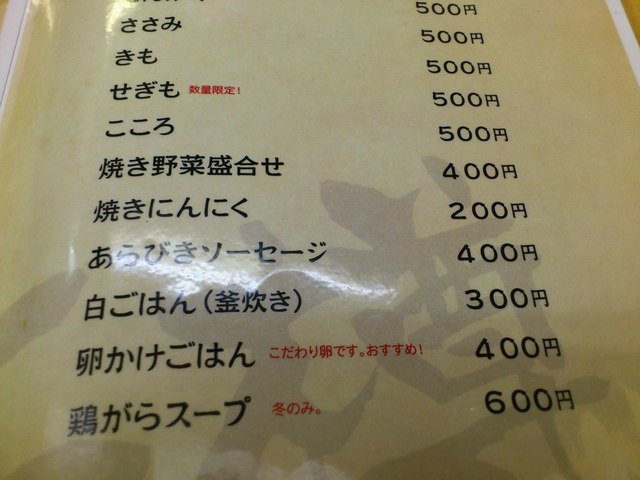 500円
ささみ 500円
きも 500円
せぎも 数量限定! 500円
こころ 500円
焼き野菜盛合せ 400円
焼きにんにく 200円
あらびきソーセージ 400円
白ごはん(釜炊き) 300円
卵かけごはん こだわり卵です。おすすめ! 400円
鶏がらスープ 冬のみ。 600円